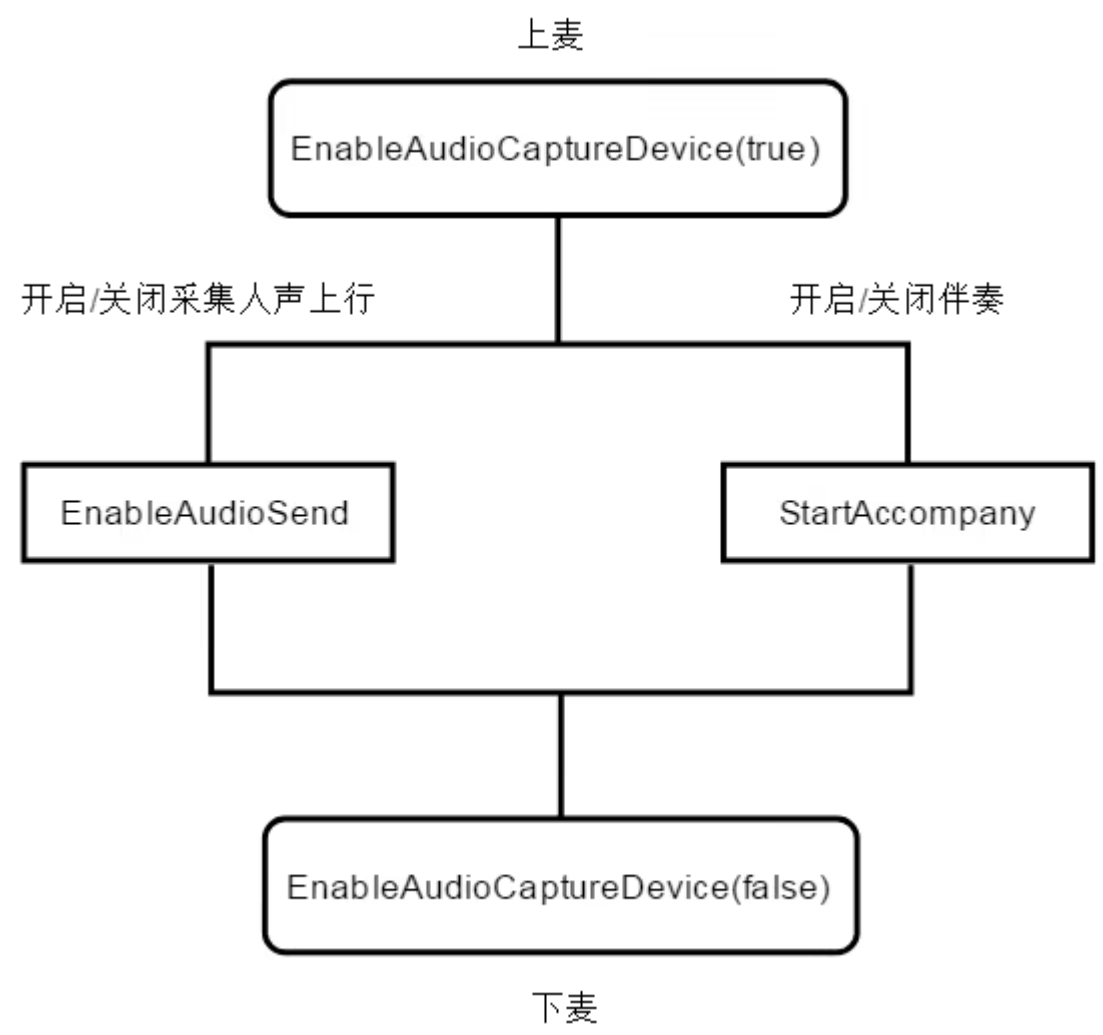 上麦
EnableAudioCaptureDevice(true)
开启/关闭采集人声上行
开启/关闭伴奏
EnableAudioSend
StartAccompany
EnableAudioCaptureDevice(false)
下麦